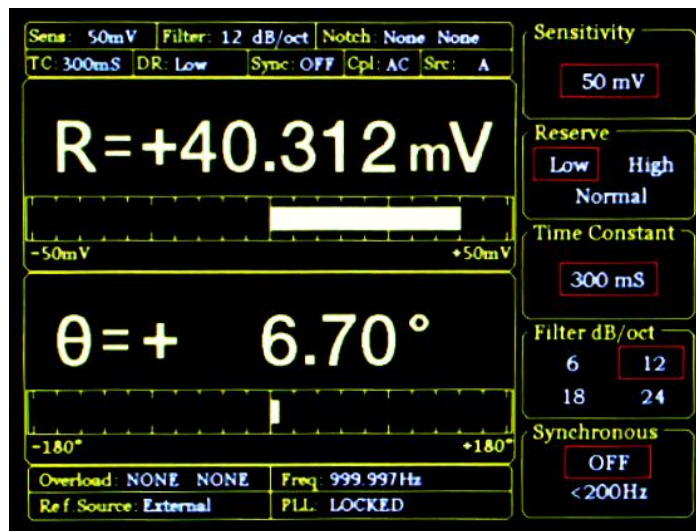 Sens: 50mV Filter: 12 dB/oct Notch: None None
TC: 300mS DR: Low Sync: OFF Cpl: AC Src: A
R=+40.312mV
-50mV +50mV
θ=+ 6.70°
-180° +180°
Overload: NONE NONE Freq: 999.997Hz
Ref.Source: External PLL: LOCKED
Sensitivity
50 mV
Reserve
Low High
Normal
Time Constant
300 mS
Filter dB/oct
6 12
18 24
Synchronous
OFF
<200Hz